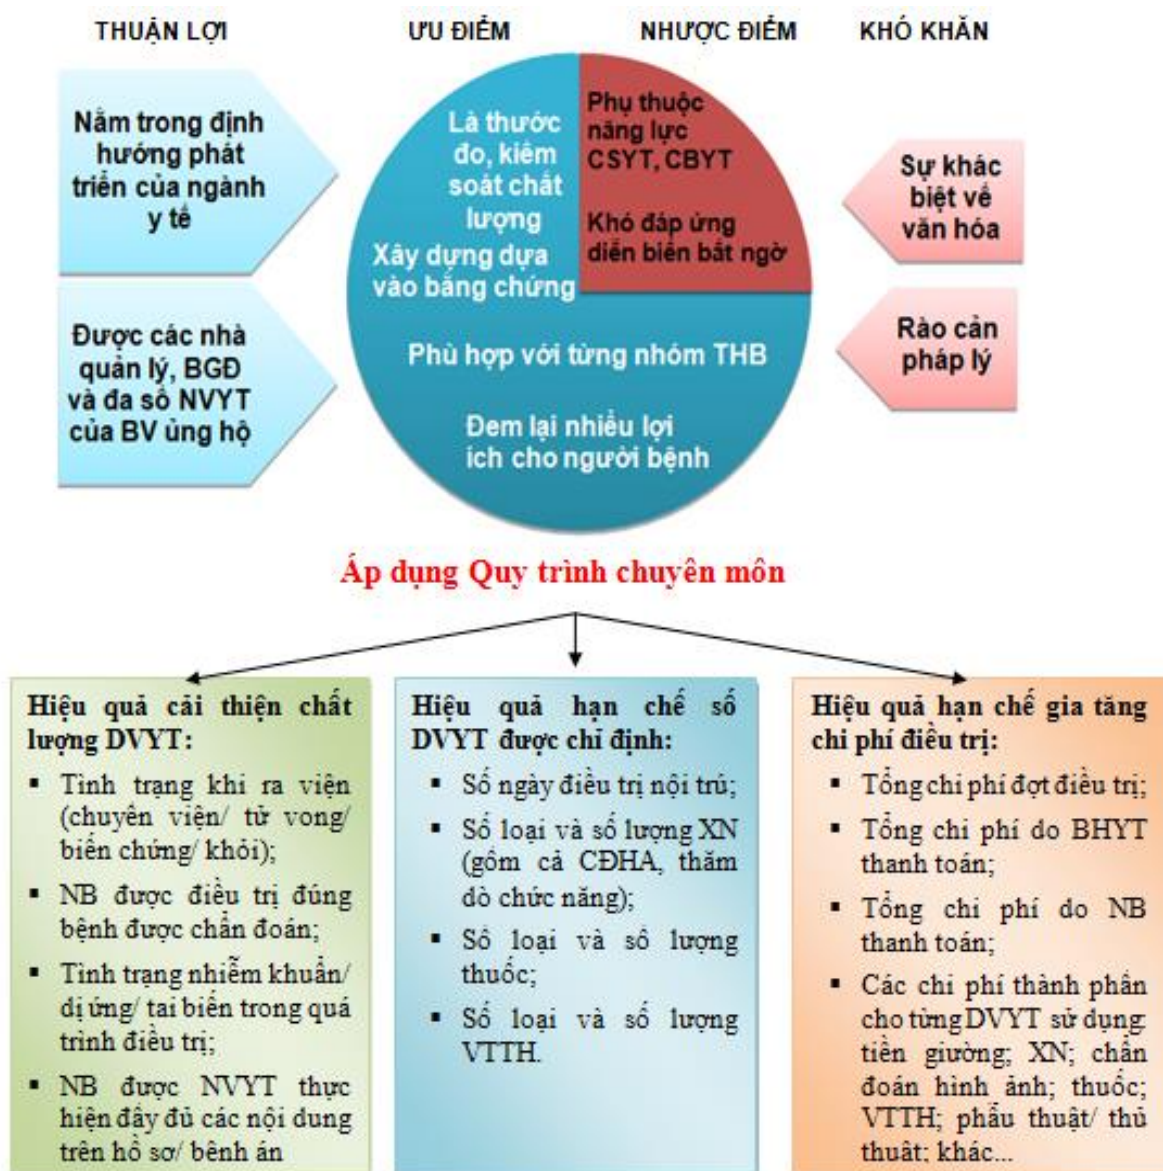 THUẬN LỢI
ƯU ĐIỂM
NHƯỢC ĐIỂM
KHÓ KHĂN
Nằm trong định
hướng phát
triển của ngành
y tế
Được các nhà
quản lý, BGĐ
và đa số NVYT
của BV ủng hộ
Là thước
đo, kiểm
soát chất
lượng
Xây dựng dựa
vào bằng chứng
Phù hợp với từng nhóm THB
Đem lại nhiều lợi
ích cho người bệnh
Phụ thuộc
năng lực
CSYT, CBYT
Khó đáp ứng
diễn biến bất ngờ
Sự khác
biệt về
văn hóa
Rào cản
pháp lý
Áp dụng Quy trình chuyên môn
Hiệu quả cải thiện chất
lượng DVYT:
▪ Tình trạng khi ra viện
(chuyển viện/ tử vong/
biến chứng/ khỏi);
▪ NB được điều trị đúng
bệnh được chẩn đoán;
▪ Tình trạng nhiễm khuẩn/
dị ứng/ tai biến trong quá
trình điều trị;
▪ NB được NVYT thực
hiện đầy đủ các nội dung
trên hồ sơ/ bệnh án
Hiệu quả hạn chế số
DVYT được chỉ định:
▪ Số ngày điều trị nội trú;
▪ Số loại và số lượng XN
(gồm cả CĐHA, thăm
dò chức năng);
▪ Số loại và số lượng
thuốc;
▪ Số loại và số lượng
VTTH.
Hiệu quả hạn chế gia tăng
chi phí điều trị:
▪ Tổng chi phí đợt điều trị;
▪ Tổng chi phí do BHYT
thanh toán;
▪ Tổng chi phí do NB
thanh toán;
▪ Các chi phí thành phần
cho từng DVYT sử dụng:
tiền giường; XN; chẩn
đoán hình ảnh; thuốc;
VTTH; phẫu thuật/ thủ
thuật; khác...